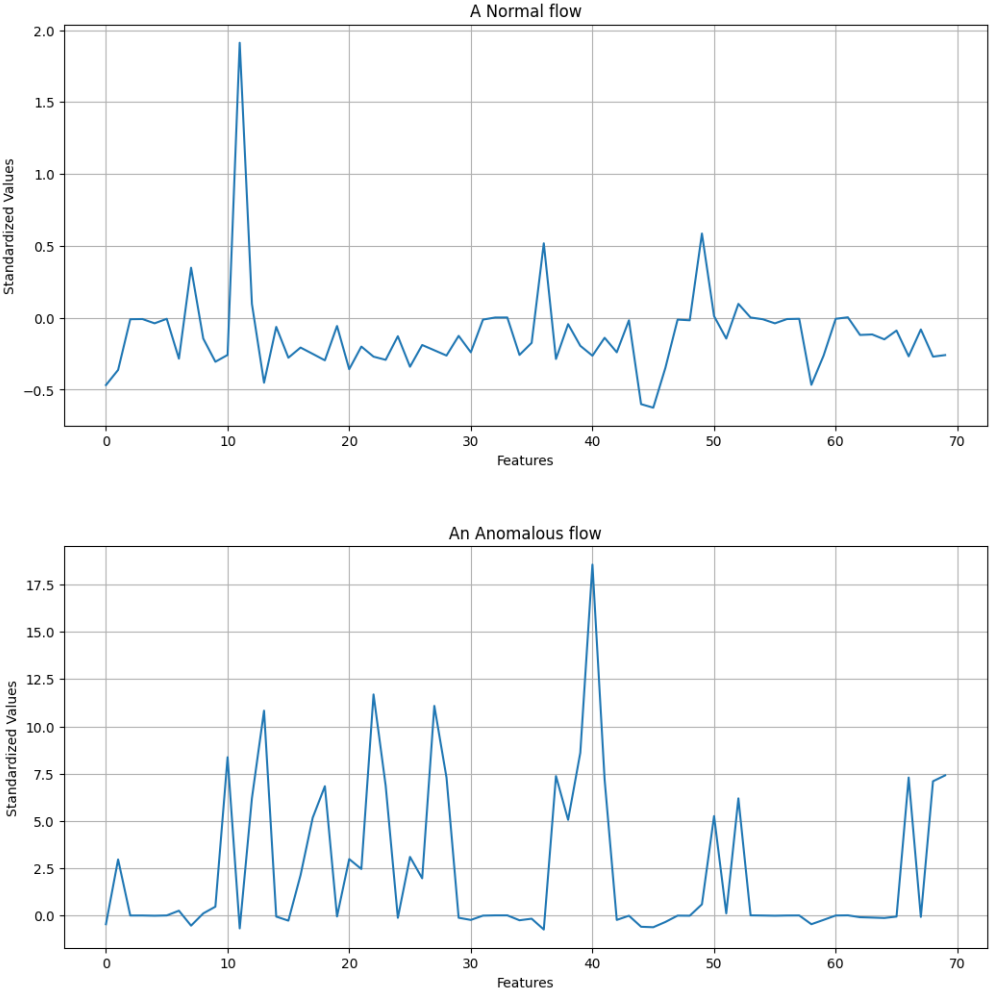 A Normal flow
2.0
1.5
1.0
0.5
0.0
−0.5
Standardized Values
0 10 20 30 40 50 60 70
Features
An Anomalous flow
17.5
15.0
12.5
10.0
7.5
5.0
2.5
0.0
Standardized Values
0 10 20 30 40 50 60 70
Features